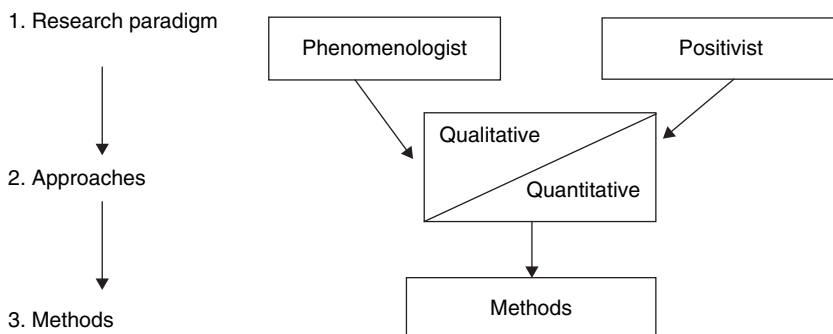 1. Research paradigm
Phenomenologist
Positivist
Qualitative
2. Approaches
Quantitative
Methods
3. Methods